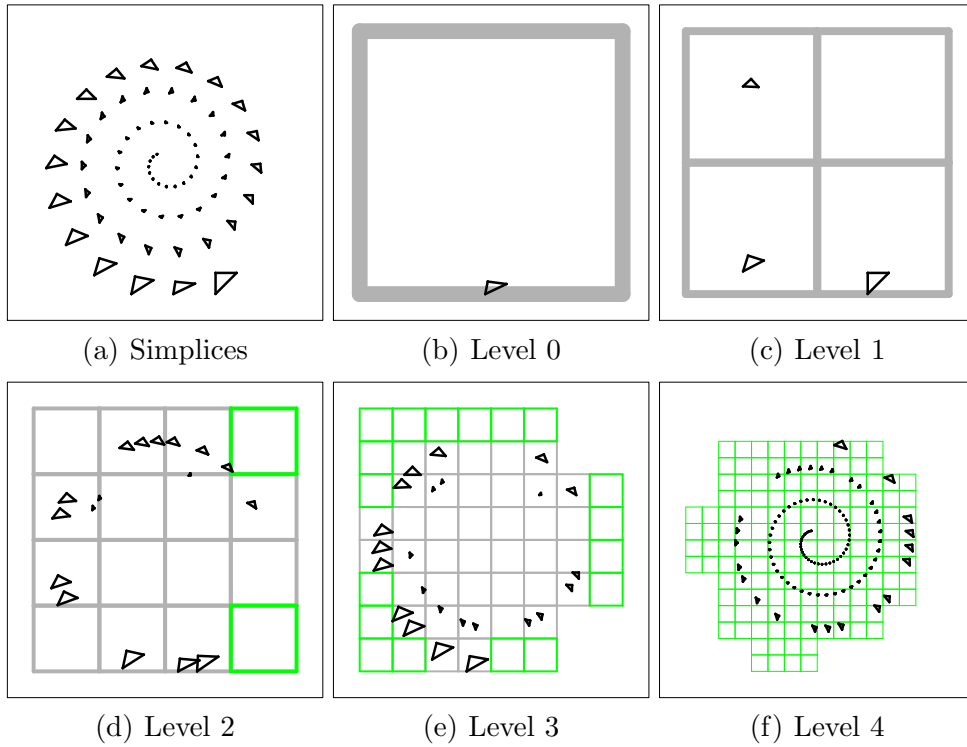 (a) Simplices
(b) Level 0
(c) Level 1
(d) Level 2
(e) Level 3
(f) Level 4